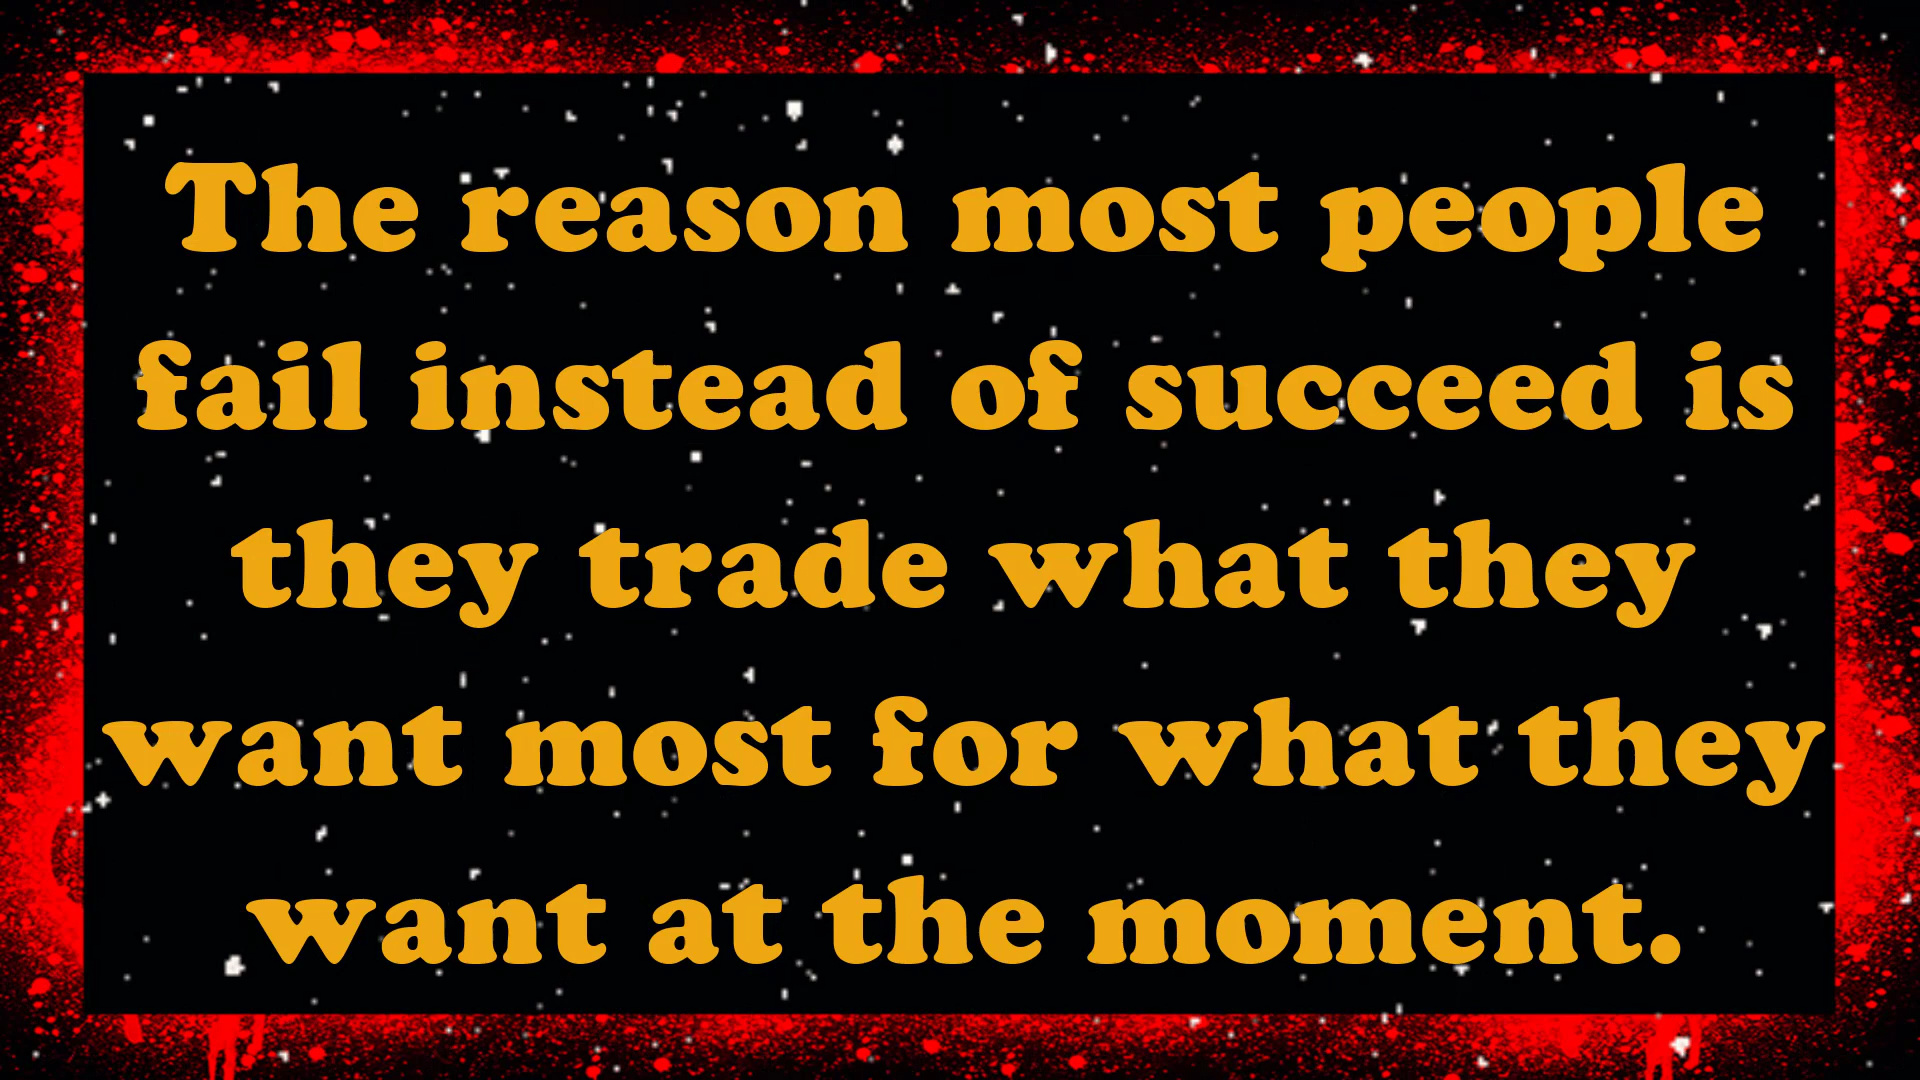 The reason most people
fail instead of succeed is
they trade what they
want most for what they
want at the moment.